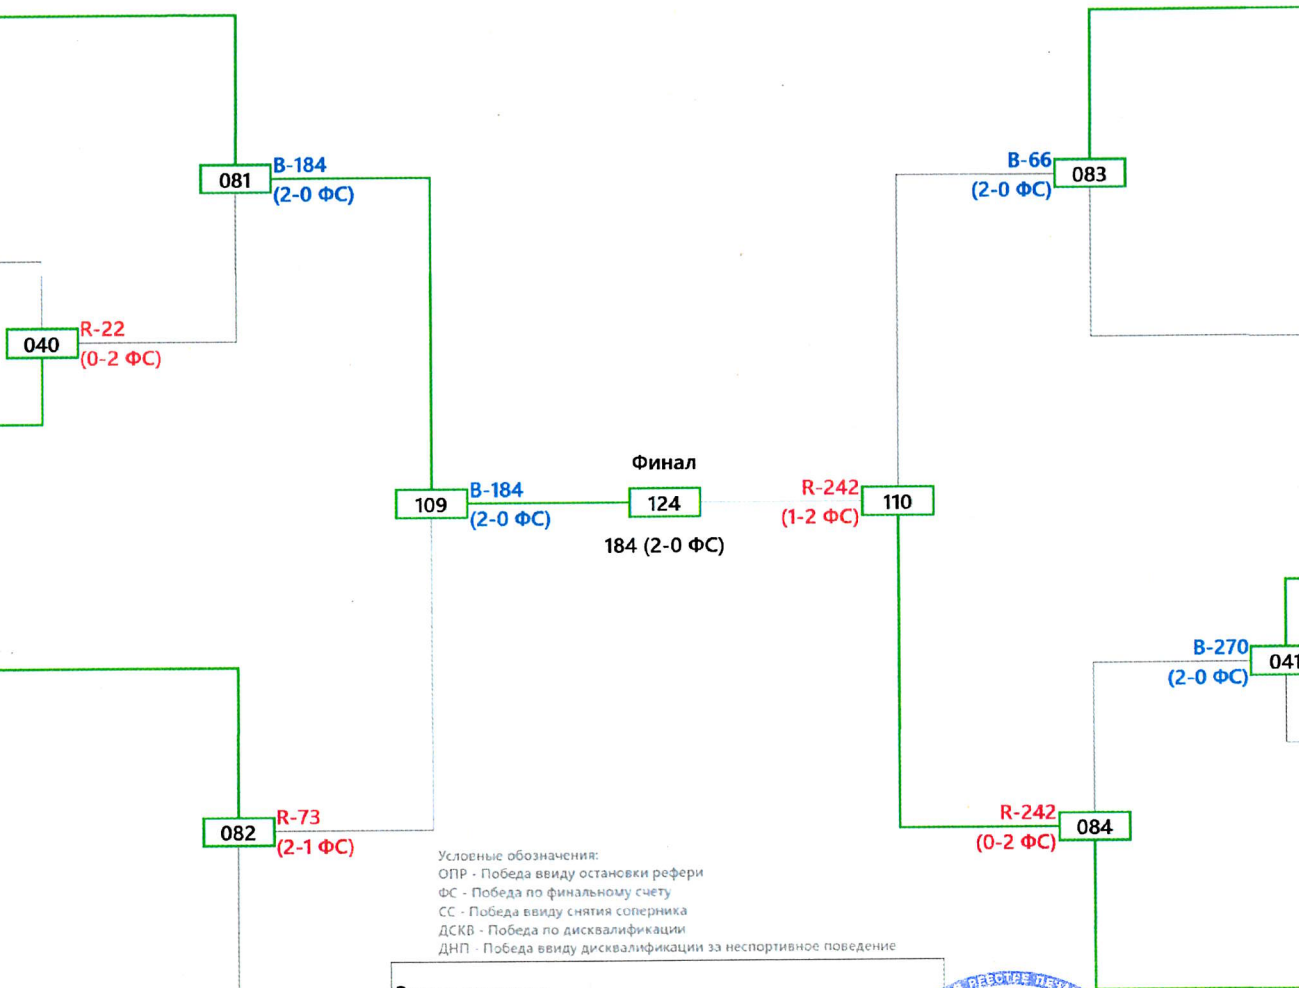 B-184
081
(2-0 ФС)
B-66
083
(2-0 ФС)
R-22
040
(0-2 ФС)
Финал
B-184
109
(2-0 ФС)
124
184 (2-0 ФС)
R-242
110
(1-2 ФС)
B-270
041
(2-0 ФС)
R-73
082
(2-1 ФС)
R-242
084
(0-2 ФС)
Условные обозначения:
ОПР - Победа ввиду остановки рефери
ФС - Победа по финальному счету
СС - Победа ввиду снятия соперника
ДСКВ - Победа по дисквалификации
ДНП - Победа ввиду дисквалификации за неспортивное поведение
РЕЕСТРЕ